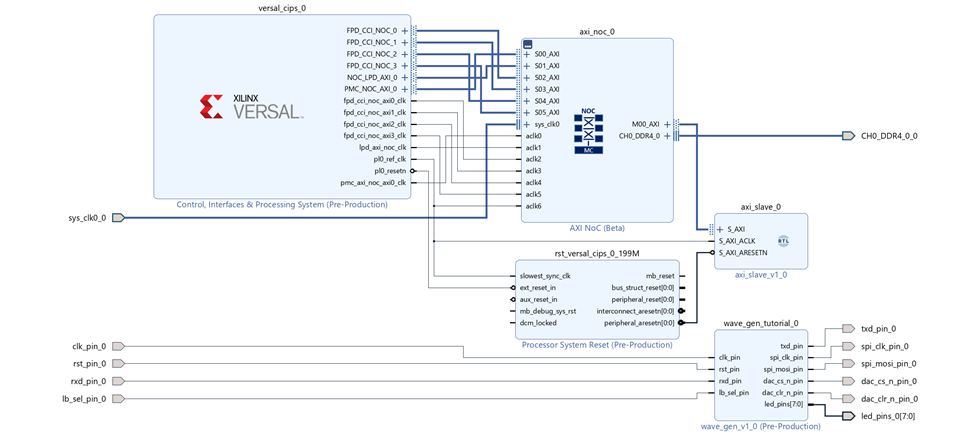 versal_cips_0
FPD_CCI_NOC_0
FPD_CCI_NOC_1
FPD_CCI_NOC_2
FPD_CCI_NOC_3
NOC_LPD_AXI_0
PMC_NOC_AXI_0
fpd_cci_noc_axi0_clk
fpd_cci_noc_axi1_clk
fpd_cci_noc_axi2_clk
fpd_cci_noc_axi3_clk
lpd_axi_noc_clk
pl0_ref_clk
pl0_resetn
pmc_axi_noc_axi0_clk
XILINX
VERSAL
Control, Interfaces & Processing System (Pre-Production)
axi_noc_0
S00_AXI
S01_AXI
S02_AXI
S03_AXI
S04_AXI
S05_AXI
sys_clk0
aclk0
aclk1
aclk2
aclk3
aclk4
aclk5
aclk6
NOC
MC
M00_AXI
CH0_DDR4_0
AXI NoC (Beta)
CH0_DDR4_0_0
sys_clk0_0
axi_slave_0
S_AXI
S_AXI_ACLK
S_AXI_ARESETN
RTL
axi_slave_v1_0
rst_versal_cips_0_199M
slowest_sync_clk
ext_reset_in
aux_reset_in
mb_debug_sys_rst
dcm_locked
mb_reset
bus_struct_reset[0:0]
peripheral_reset[0:0]
interconnect_aresetn[0:0]
peripheral_aresetn[0:0]
Processor System Reset (Pre-Production)
wave_gen_tutorial_0
clk_pin
rst_pin
rxd_pin
lb_sel_pin
txd_pin
spi_clk_pin
spi_mosi_pin
dac_cs_n_pin
dac_clr_n_pin
led_pins[7:0]
wave_gen_v1_0 (Pre-Production)
clk_pin_0
rst_pin_0
rxd_pin_0
lb_sel_pin_0
txd_pin_0
spi_clk_pin_0
spi_mosi_pin_0
dac_cs_n_pin_0
dac_clr_n_pin_0
led_pins_0[7:0]